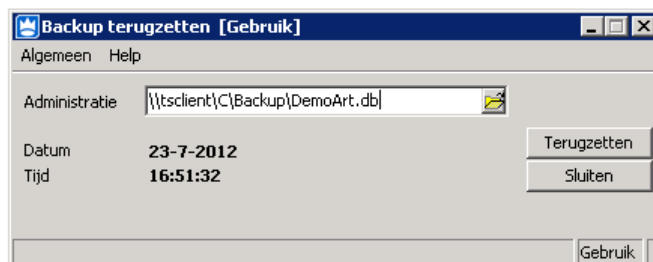 Backup terugzetten [Gebruik]
Algemeen Help
Administratie \\tsclient\C\Backup\DemoArt.db
Datum 23-7-2012
Terugzetten
Tijd 16:51:32
Sluiten
Gebruik